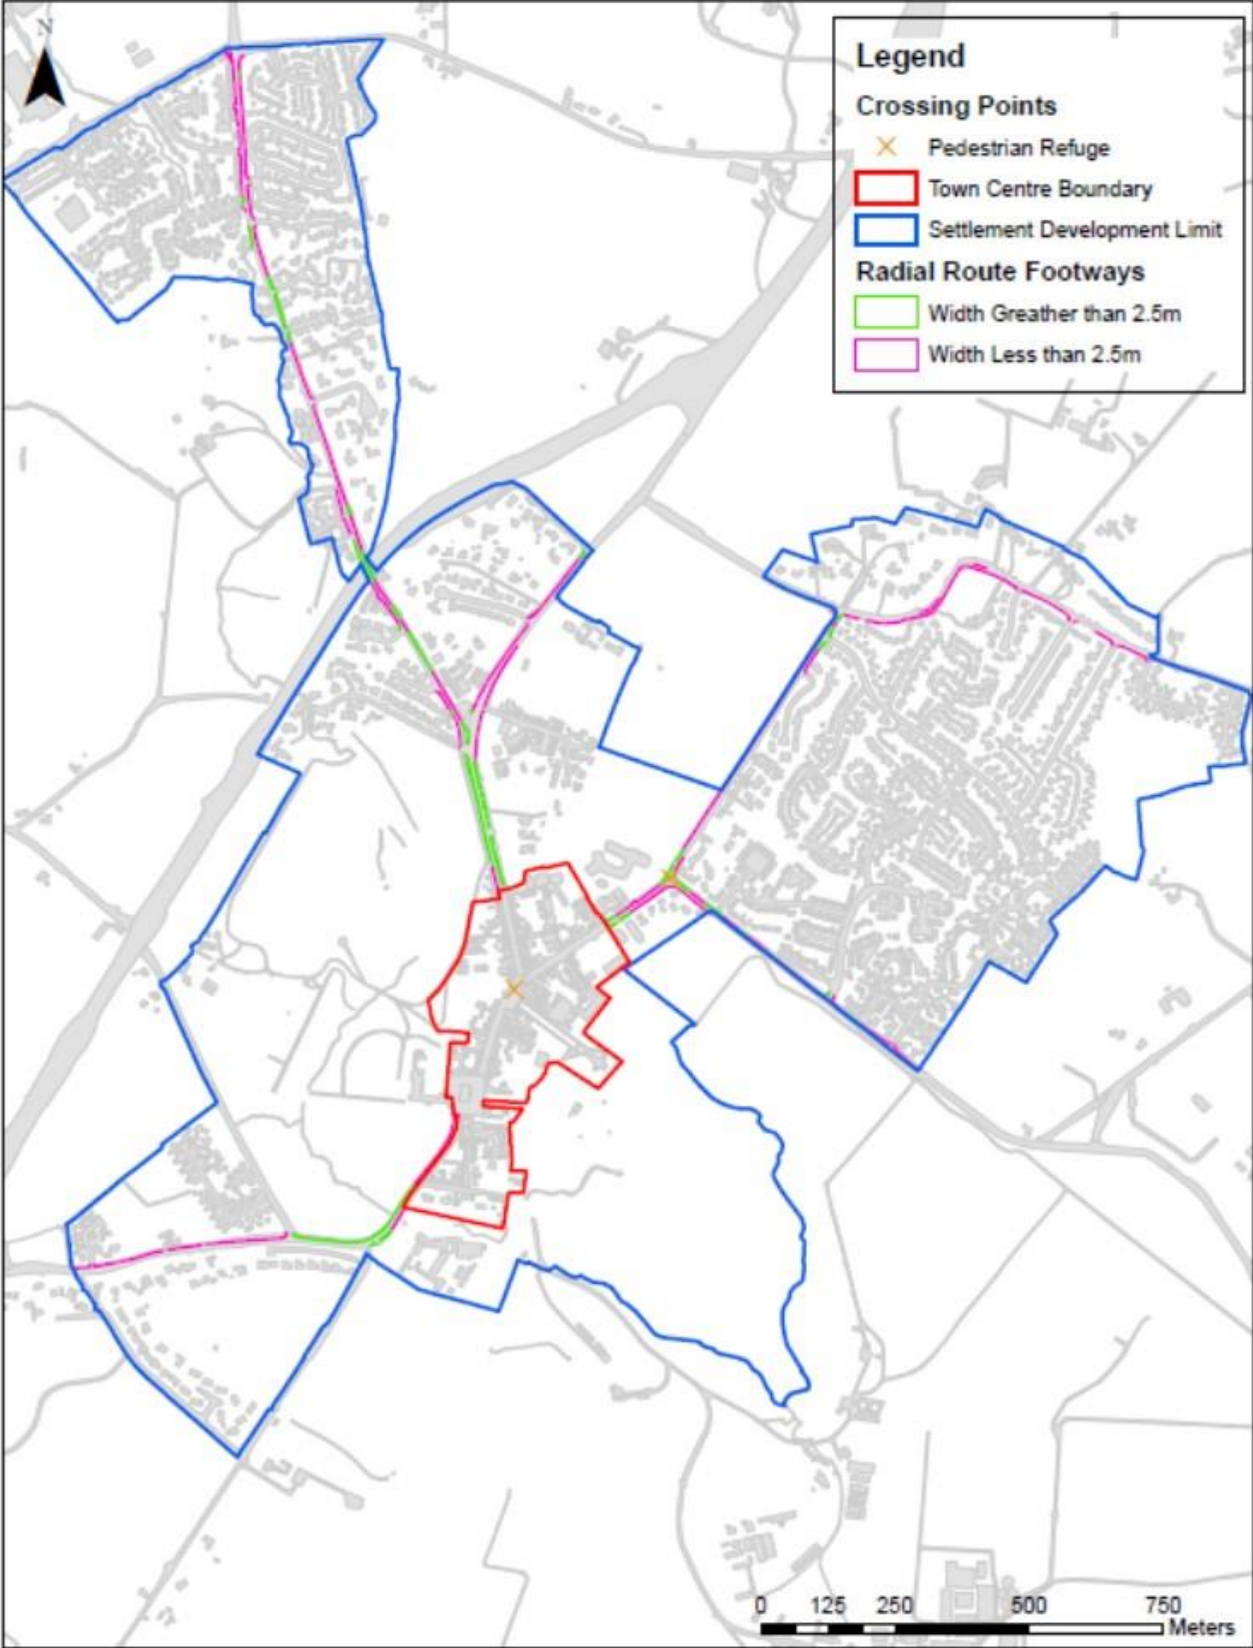 N
Legend
Crossing Points
Pedestrian Refuge
Town Centre Boundary
Settlement Development Limit
Radial Route Footways
Width Greather than 2.5m
Width Less than 2.5m
0 125 250 500 750
Meters